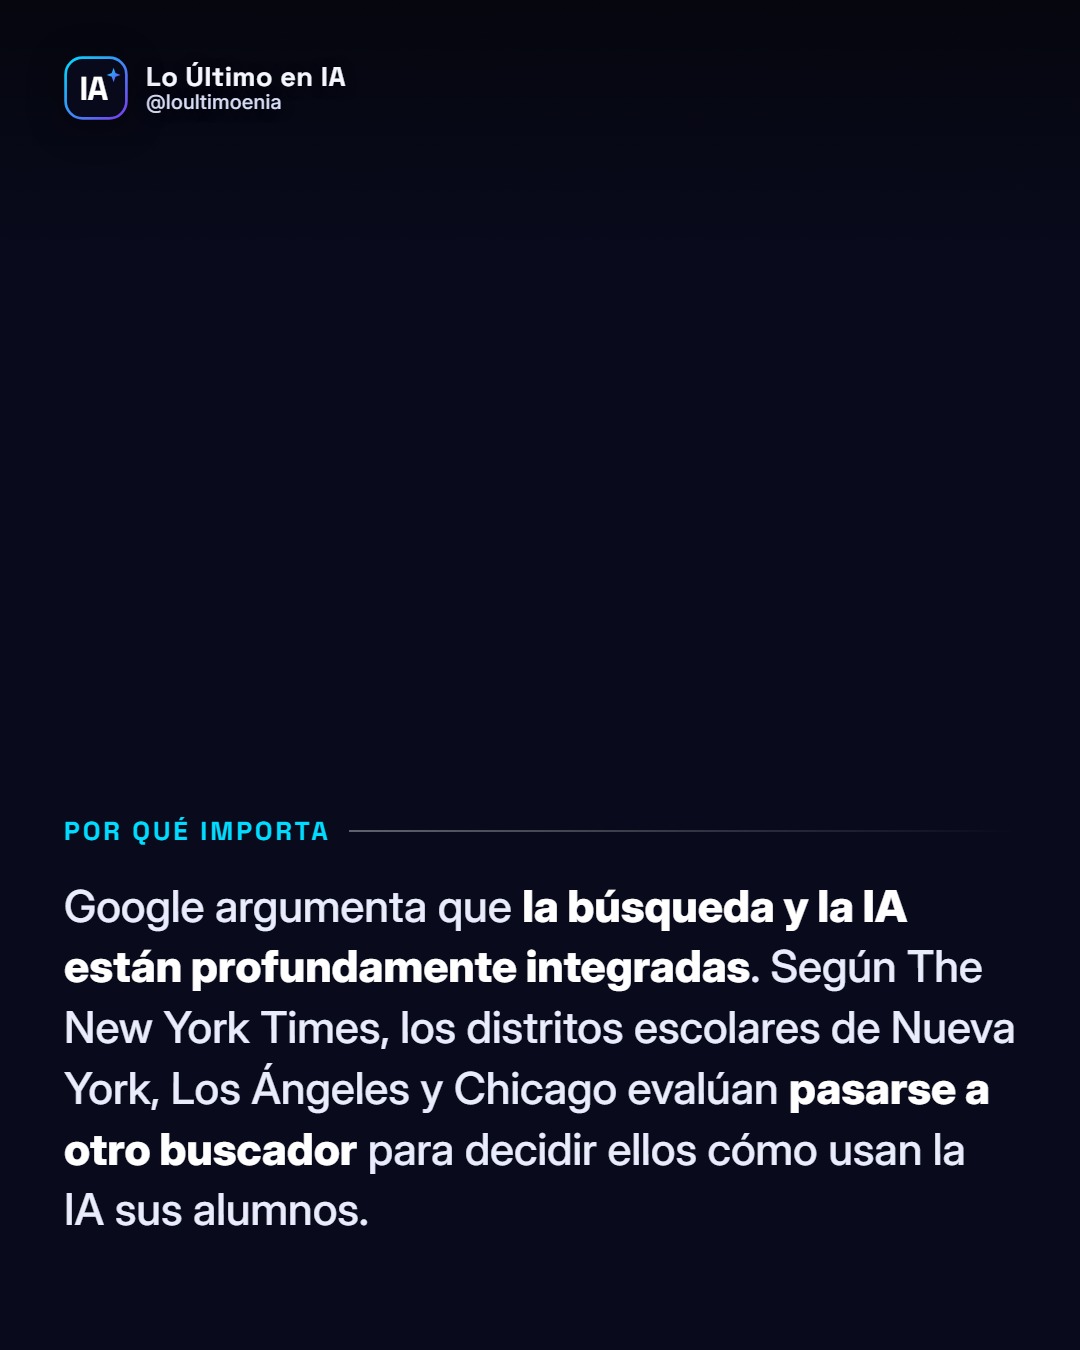 IA
Lo Último en IA
@loultimoenia
POR QUÉ IMPORTA
Google argumenta que la búsqueda y la IA
están profundamente integradas. Según The
New York Times, los distritos escolares de Nueva
York, Los Ángeles y Chicago evalúan pasarse a
otro buscador para decidir ellos cómo usan la
IA sus alumnos.